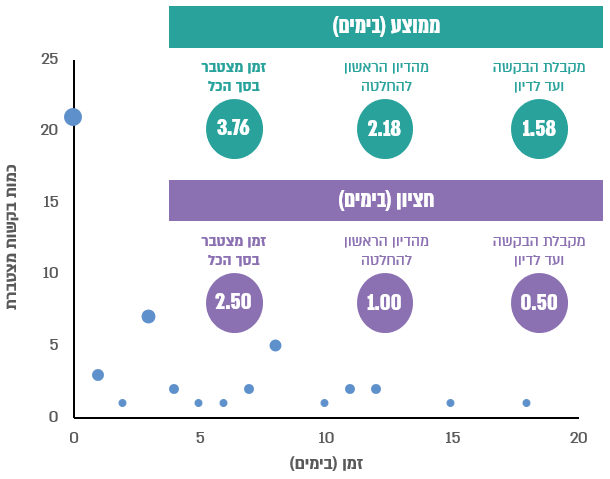 ממוצע (בימים)
מקבלת הבקשה
ועד לדיון
מהדיון הראשון
להחלטה
זמן מצטבר
בסך הכל
1.58
2.18
3.76
חציון (בימים)
מקבלת הבקשה
ועד לדיון
מהדיון הראשון
להחלטה
זמן מצטבר
בסך הכל
0.50
1.00
2.50
כמות בקשות מצטברת
25
20
15
10
5
0
0 5 10 15 20
זמן (בימים)